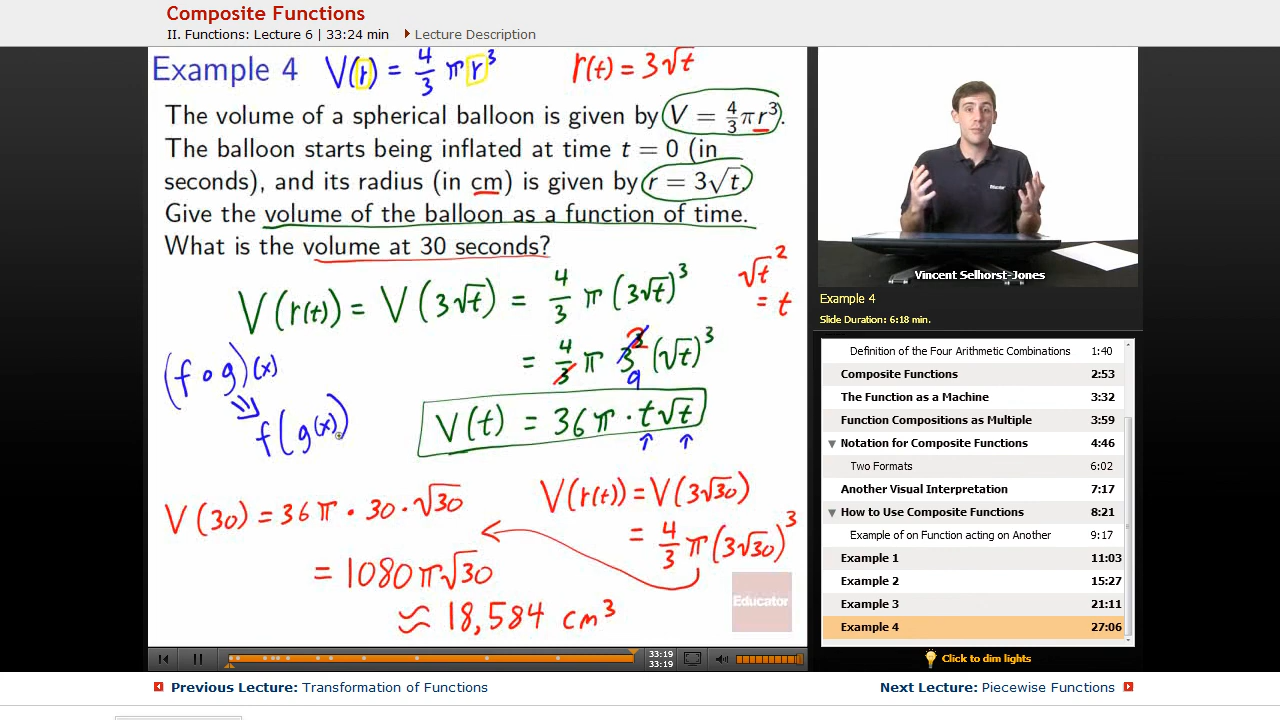 Composite Functions
II. Functions: Lecture 6 | 33:24 min
Lecture Description
Example 4 V(r) = 4/3 π r³ r(t) = 3√t
The volume of a spherical balloon is given by V = 4/3 πr³.
The balloon starts being inflated at time t = 0 (in
seconds), and its radius (in cm) is given by r = 3√t.
Give the volume of the balloon as a function of time.
What is the volume at 30 seconds?
√t² = t
V(r(t)) = V(3√t) = 4/3 π (3√t)³
= 4/3 π 3³ (√t)³
2
9
(f ∘ g)(x)
f(g(x))
V(t) = 36π · t√t
V(30) = 36π · 30 · √30
= 1080π√30
≈ 18,584 cm³
V(r(t)) = V(3√30)
= 4/3 π (3√30)³
Educator
33:19
33:19
Educator
Vincent Selhorst-Jones
Example 4
Slide Duration: 6:18 min.
Definition of the Four Arithmetic Combinations 1:40
Composite Functions 2:53
The Function as a Machine 3:32
Function Compositions as Multiple 3:59
Notation for Composite Functions 4:46
Two Formats 6:02
Another Visual Interpretation 7:17
How to Use Composite Functions 8:21
Example of on Function acting on Another 9:17
Example 1 11:03
Example 2 15:27
Example 3 21:11
Example 4 27:06
Click to dim lights
Previous Lecture: Transformation of Functions
Next Lecture: Piecewise Functions